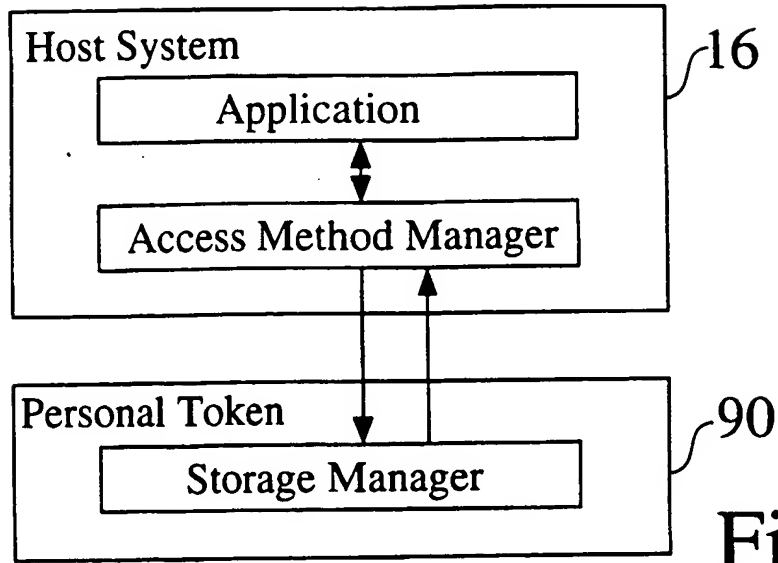 Host System
16
Application
Access Method Manager
Personal Token
90
Storage Manager